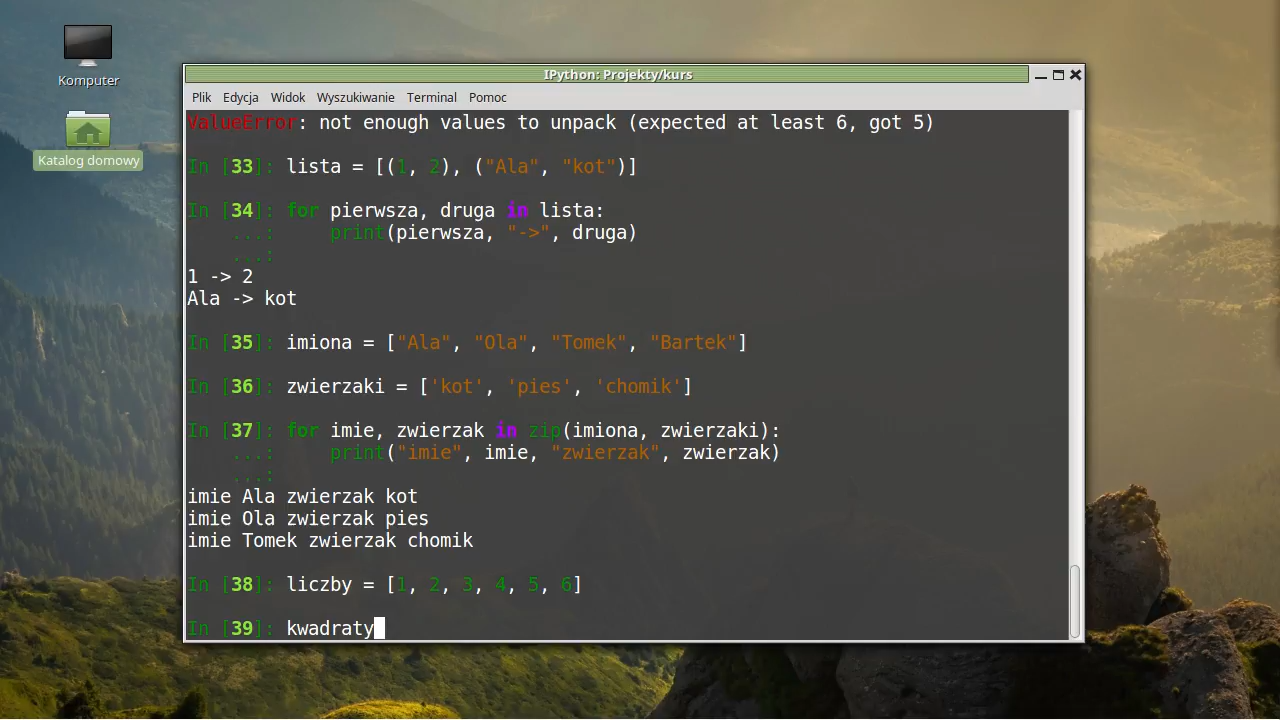 Komputer
Katalog domowy
IPython: Projekty/kurs
Plik Edycja Widok Wyszukiwanie Terminal Pomoc
ValueError: not enough values to unpack (expected at least 6, got 5)
In [33]: lista = [(1, 2), ("Ala", "kot")]
In [34]: for pierwsza, druga in lista:
    ...:     print(pierwsza, "->", druga)
    ...:
1 -> 2
Ala -> kot
In [35]: imiona = ["Ala", "Ola", "Tomek", "Bartek"]
In [36]: zwierzaki = ['kot', 'pies', 'chomik']
In [37]: for imie, zwierzak in zip(imiona, zwierzaki):
    ...:     print("imie", imie, "zwierzak", zwierzak)
    ...:
imie Ala zwierzak kot
imie Ola zwierzak pies
imie Tomek zwierzak chomik
In [38]: liczby = [1, 2, 3, 4, 5, 6]
In [39]: kwadraty